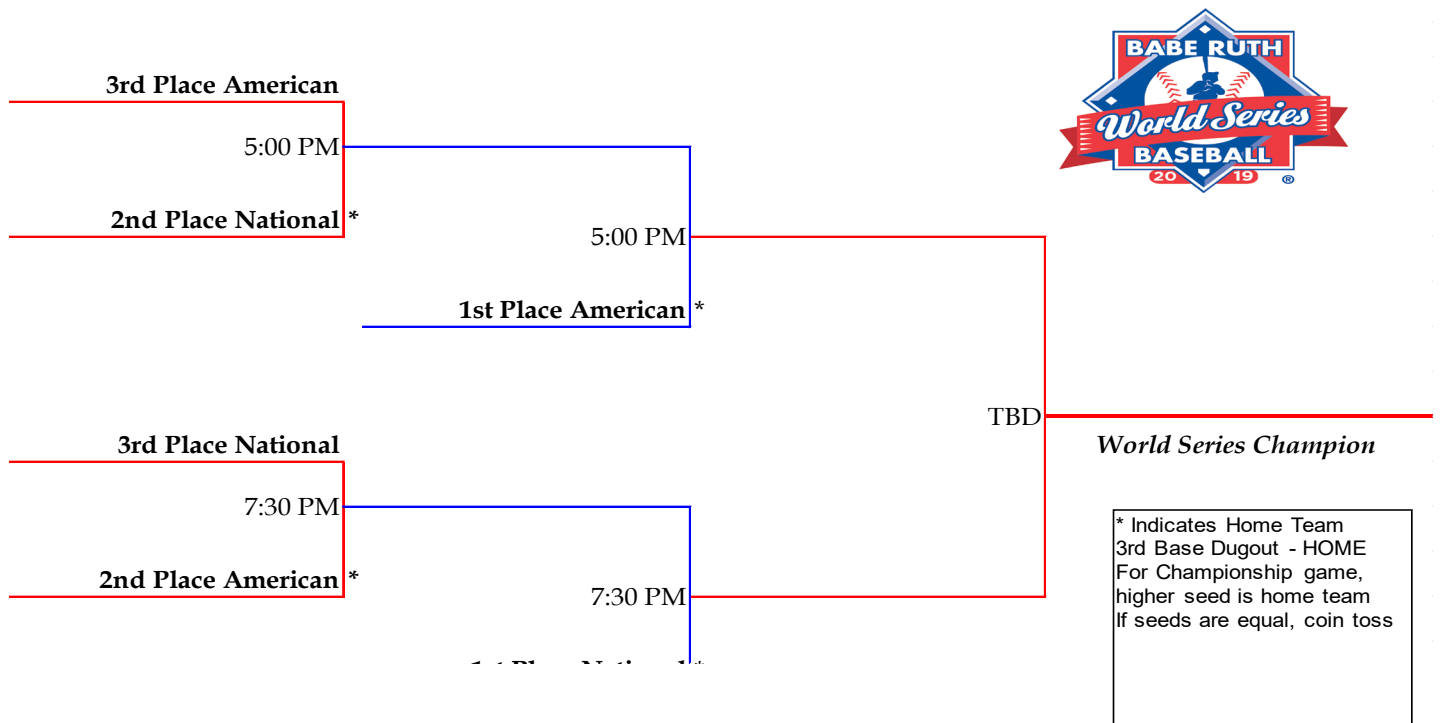 BABE RUTH
World Series
BASEBALL
20 19 ®
3rd Place American
5:00 PM
2nd Place National *
5:00 PM
1st Place American *
TBD
World Series Champion
3rd Place National
7:30 PM
2nd Place American *
7:30 PM
* Indicates Home Team
3rd Base Dugout - HOME
For Championship game,
higher seed is home team
If seeds are equal, coin toss